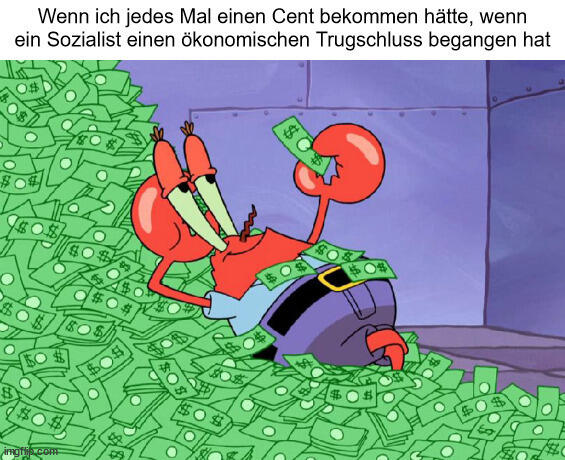 Wenn ich jedes Mal einen Cent bekommen hätte, wenn
ein Sozialist einen ökonomischen Trugschluss begangen hat
imgflip.com